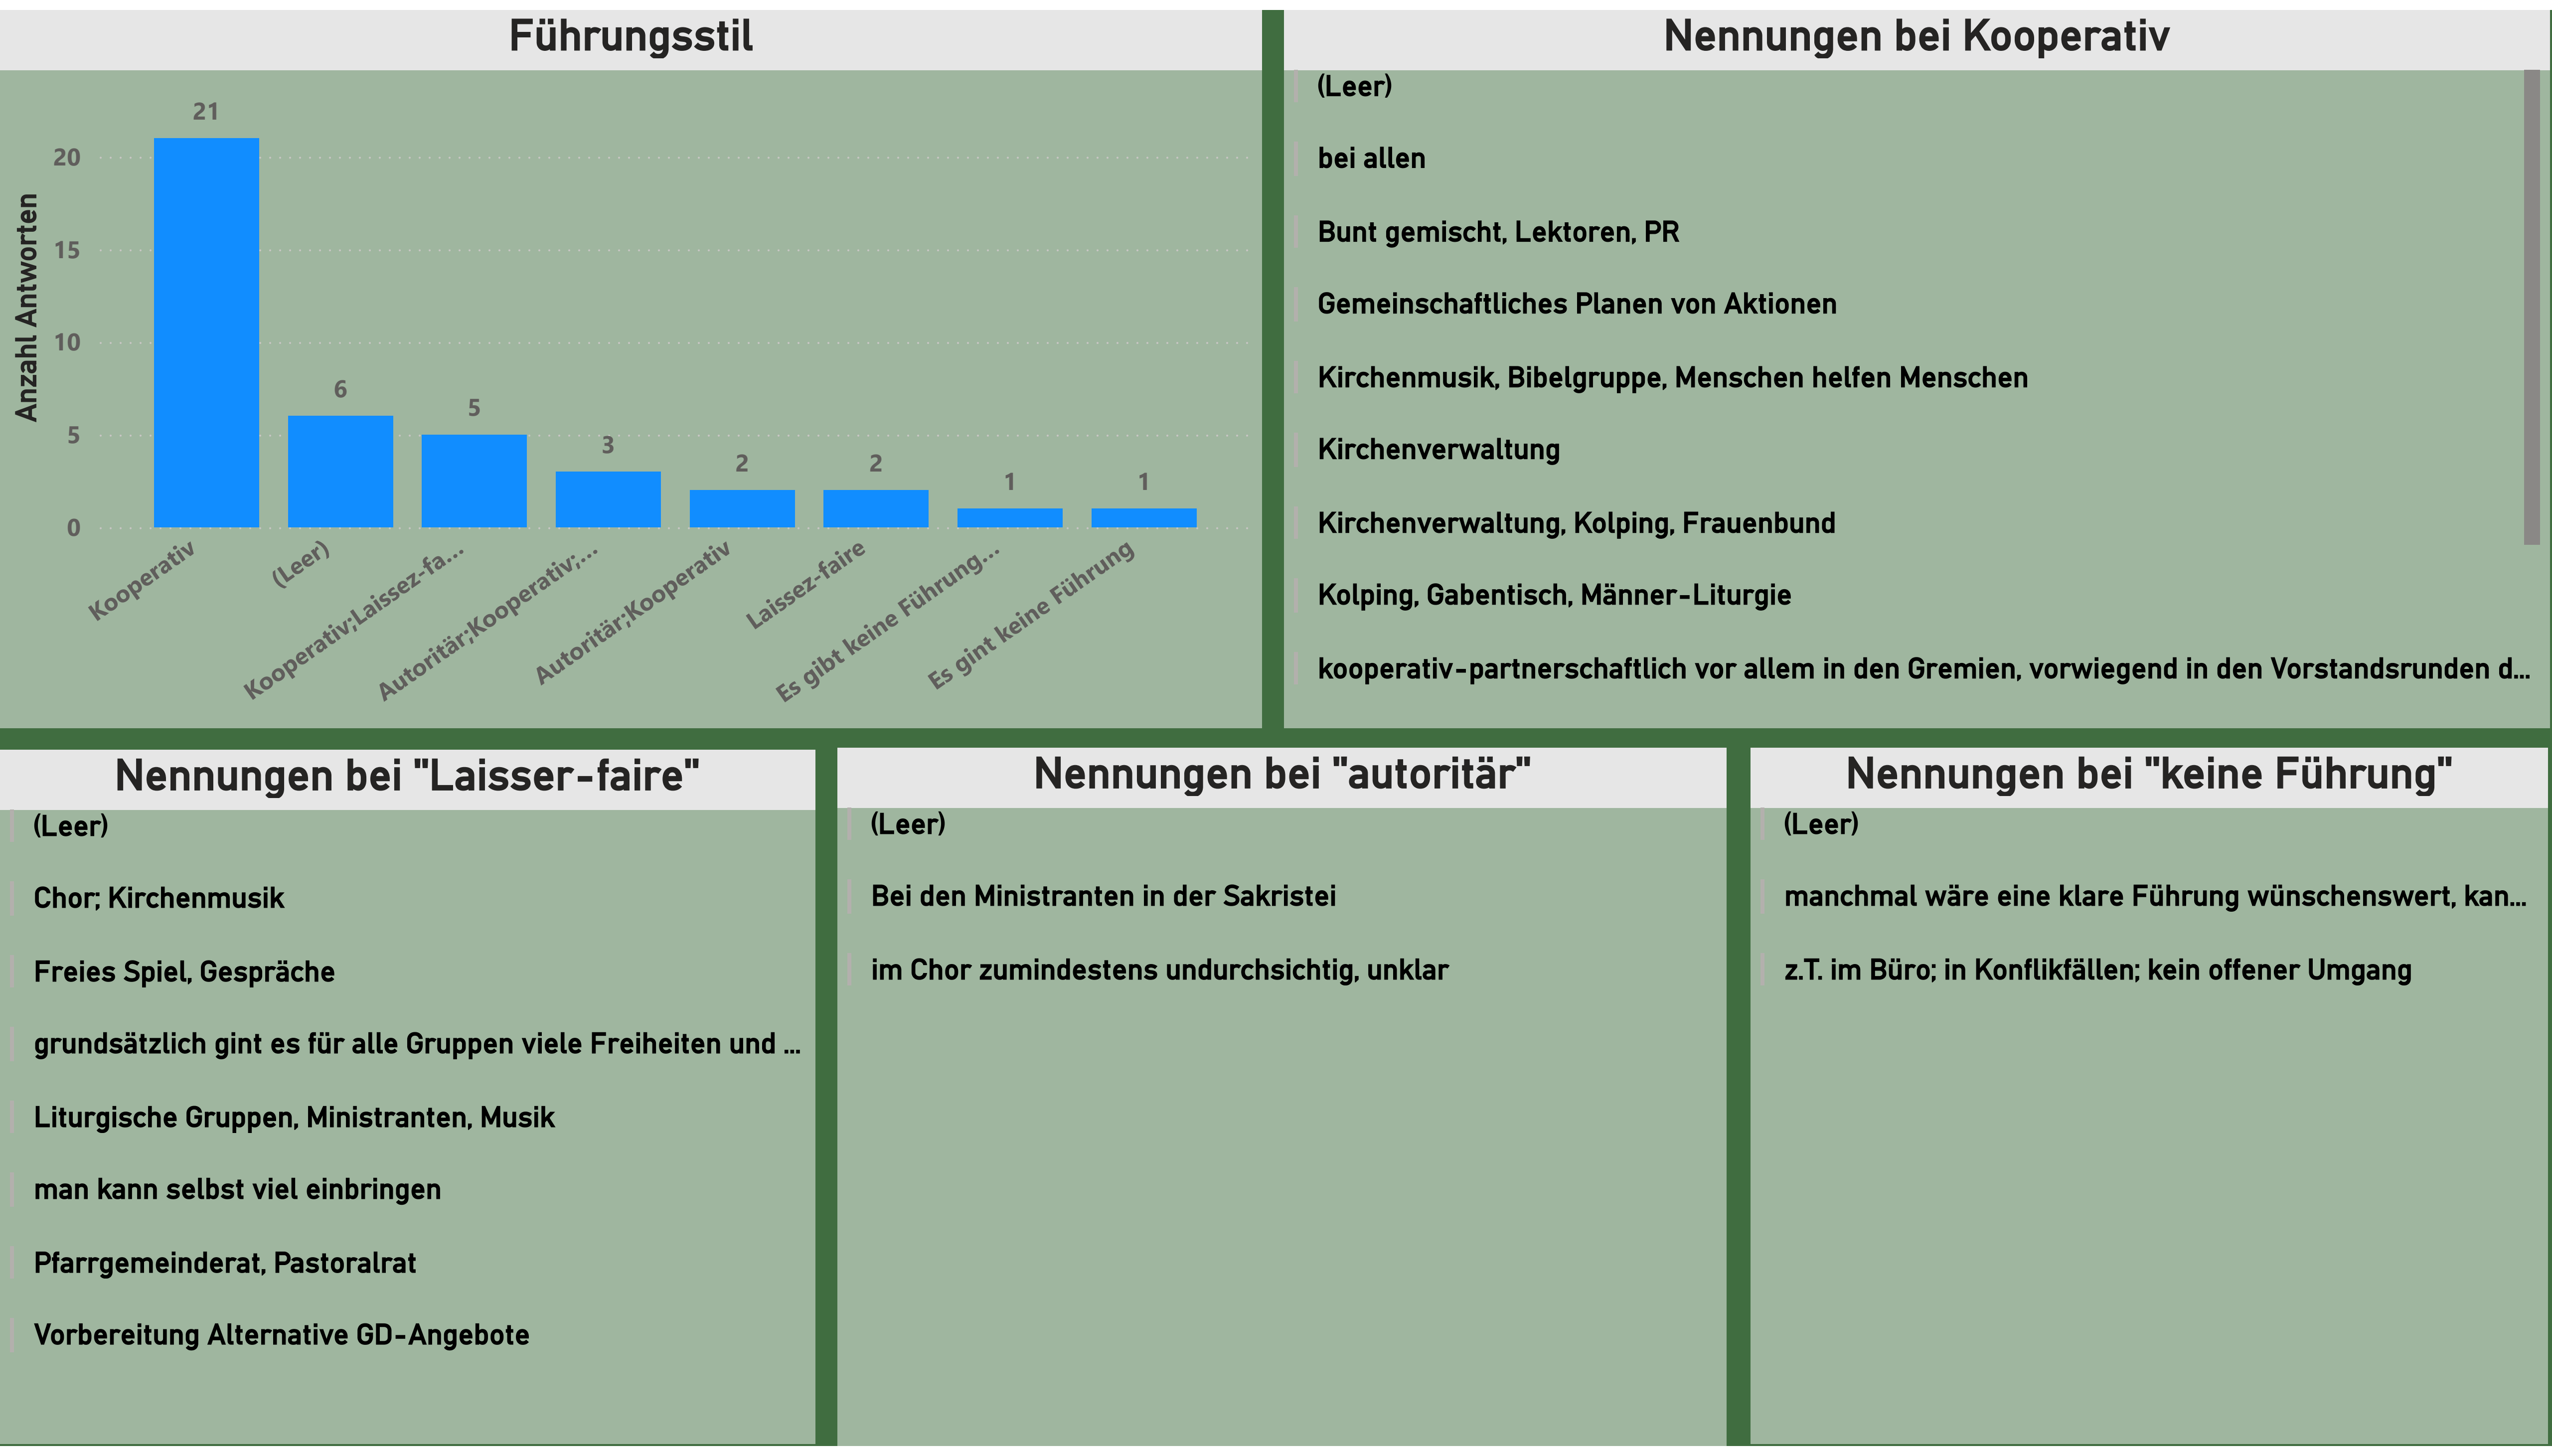 Führungsstil
Anzahl Antworten
20
15
10
5
0
21
6
5
3
2
2
1
1
Kooperativ
(Leer)
Kooperativ;Laissez-fa...
Autoritär;Kooperativ;...
Autoritär;Kooperativ
Laissez-faire
Es gibt keine Führung...
Es gint keine Führung
Nennungen bei Kooperativ
(Leer)
bei allen
Bunt gemischt, Lektoren, PR
Gemeinschaftliches Planen von Aktionen
Kirchenmusik, Bibelgruppe, Menschen helfen Menschen
Kirchenverwaltung
Kirchenverwaltung, Kolping, Frauenbund
Kolping, Gabentisch, Männer-Liturgie
kooperativ-partnerschaftlich vor allem in den Gremien, vorwiegend in den Vorstandsrunden d...
Nennungen bei "Laisser-faire"
(Leer)
Chor; Kirchenmusik
Freies Spiel, Gespräche
grundsätzlich gint es für alle Gruppen viele Freiheiten und ...
Liturgische Gruppen, Ministranten, Musik
man kann selbst viel einbringen
Pfarrgemeinderat, Pastoralrat
Vorbereitung Alternative GD-Angebote
Nennungen bei "autoritär"
(Leer)
Bei den Ministranten in der Sakristei
im Chor zumindestens undurchsichtig, unklar
Nennungen bei "keine Führung"
(Leer)
manchmal wäre eine klare Führung wünschenswert, kan...
z.T. im Büro; in Konflikfällen; kein offener Umgang